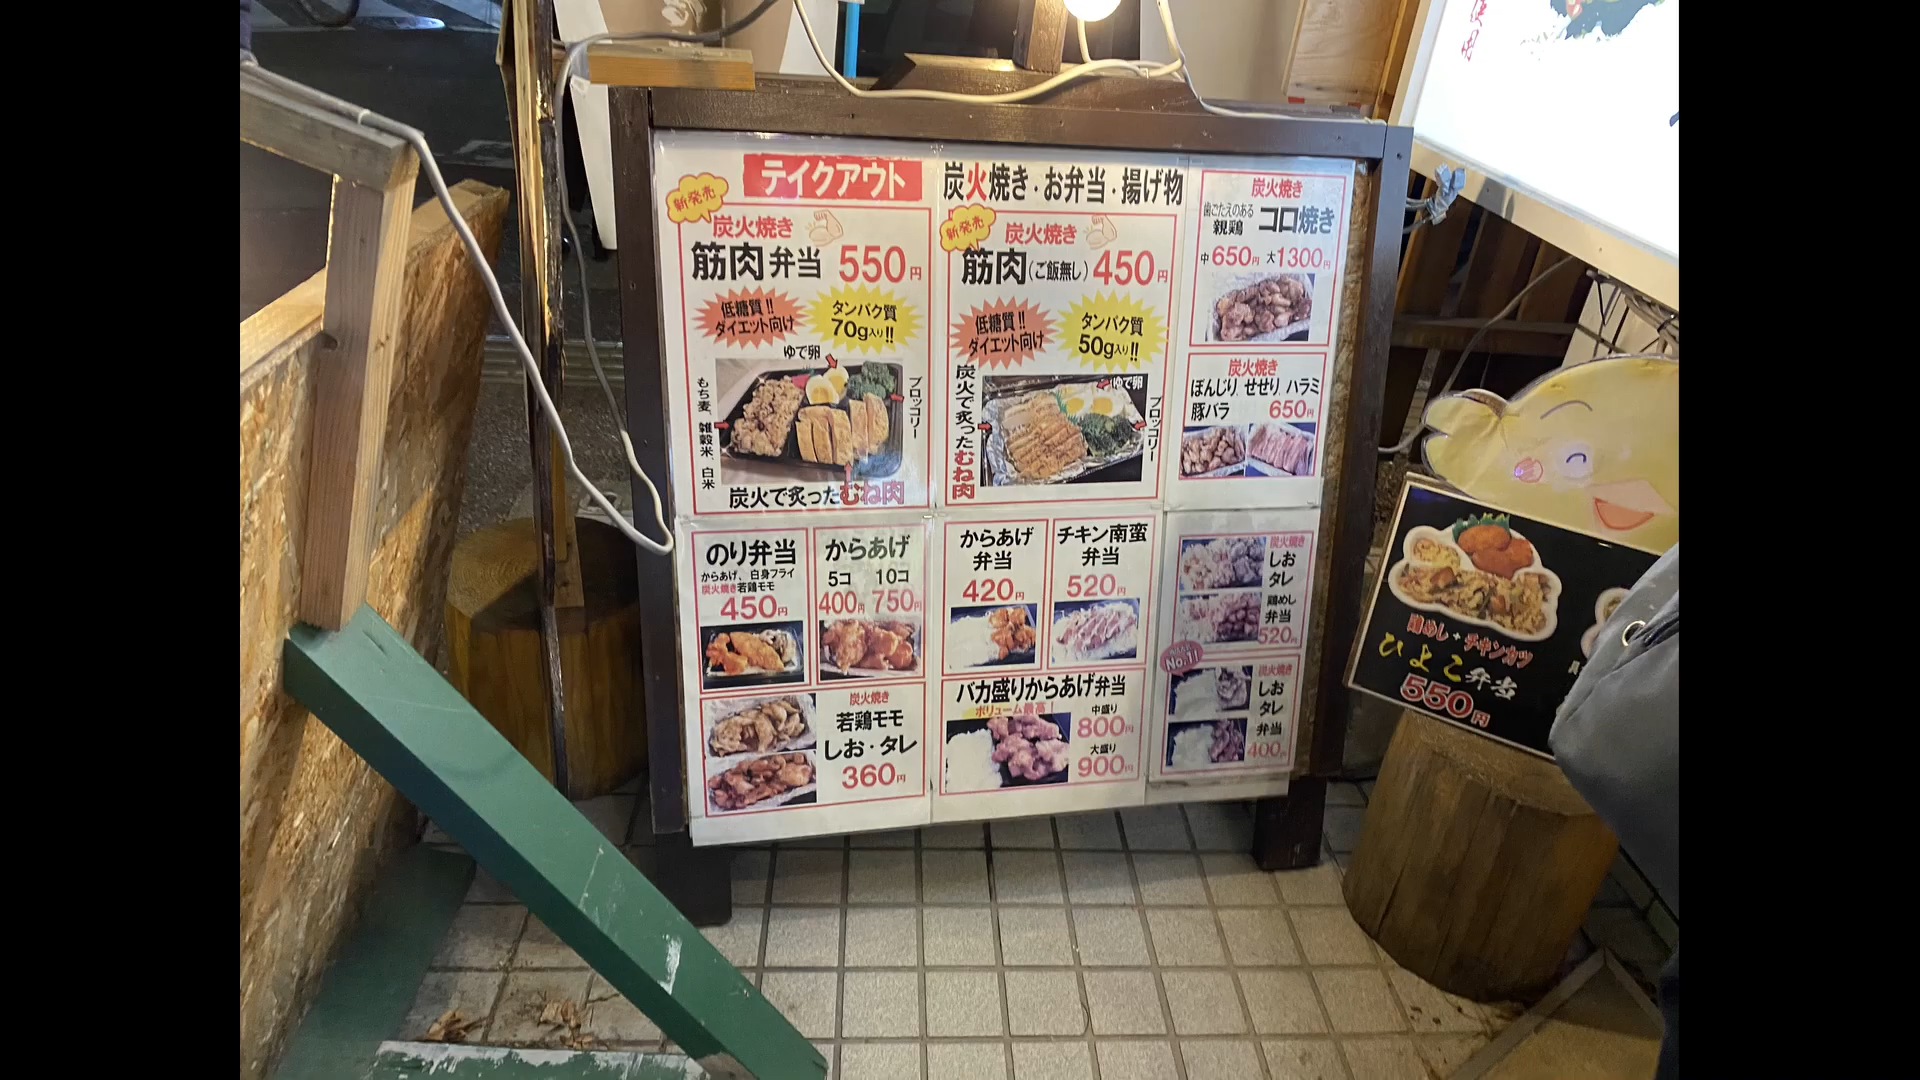 テイクアウト
炭火焼き・お弁当・揚げ物
新発売
炭火焼き
筋肉弁当 550円
低糖質!!
ダイエット向け
タンパク質
70g入り!!
ゆで卵
もち麦、雑穀米、白米
ブロッコリー
炭火で炙ったむね肉
新発売
炭火焼き
筋肉(ご飯無し) 450円
低糖質!!
ダイエット向け
タンパク質
50g入り!!
ゆで卵
炭火で炙ったむね肉
ブロッコリー
炭火焼き
歯ごたえのある
親鶏 コロ焼き
中650円 大1300円
炭火焼き
ぼんじり、せせり、ハラミ
豚バラ 650円
のり弁当
からあげ、白身フライ
炭火焼き若鶏モモ
450円
からあげ
5コ 10コ
400円 750円
炭火焼き
若鶏モモ
しお・タレ
360円
からあげ
弁当
420円
チキン南蛮
弁当
520円
バカ盛りからあげ弁当
ボリューム最高!
中盛り
800円
大盛り
900円
炭火焼き
しお
タレ
鶏めし
弁当
520円
No.1!
炭火焼き
しお
タレ
弁当
400円
鶏めし+チキンカツ
ひよこ弁当
550円